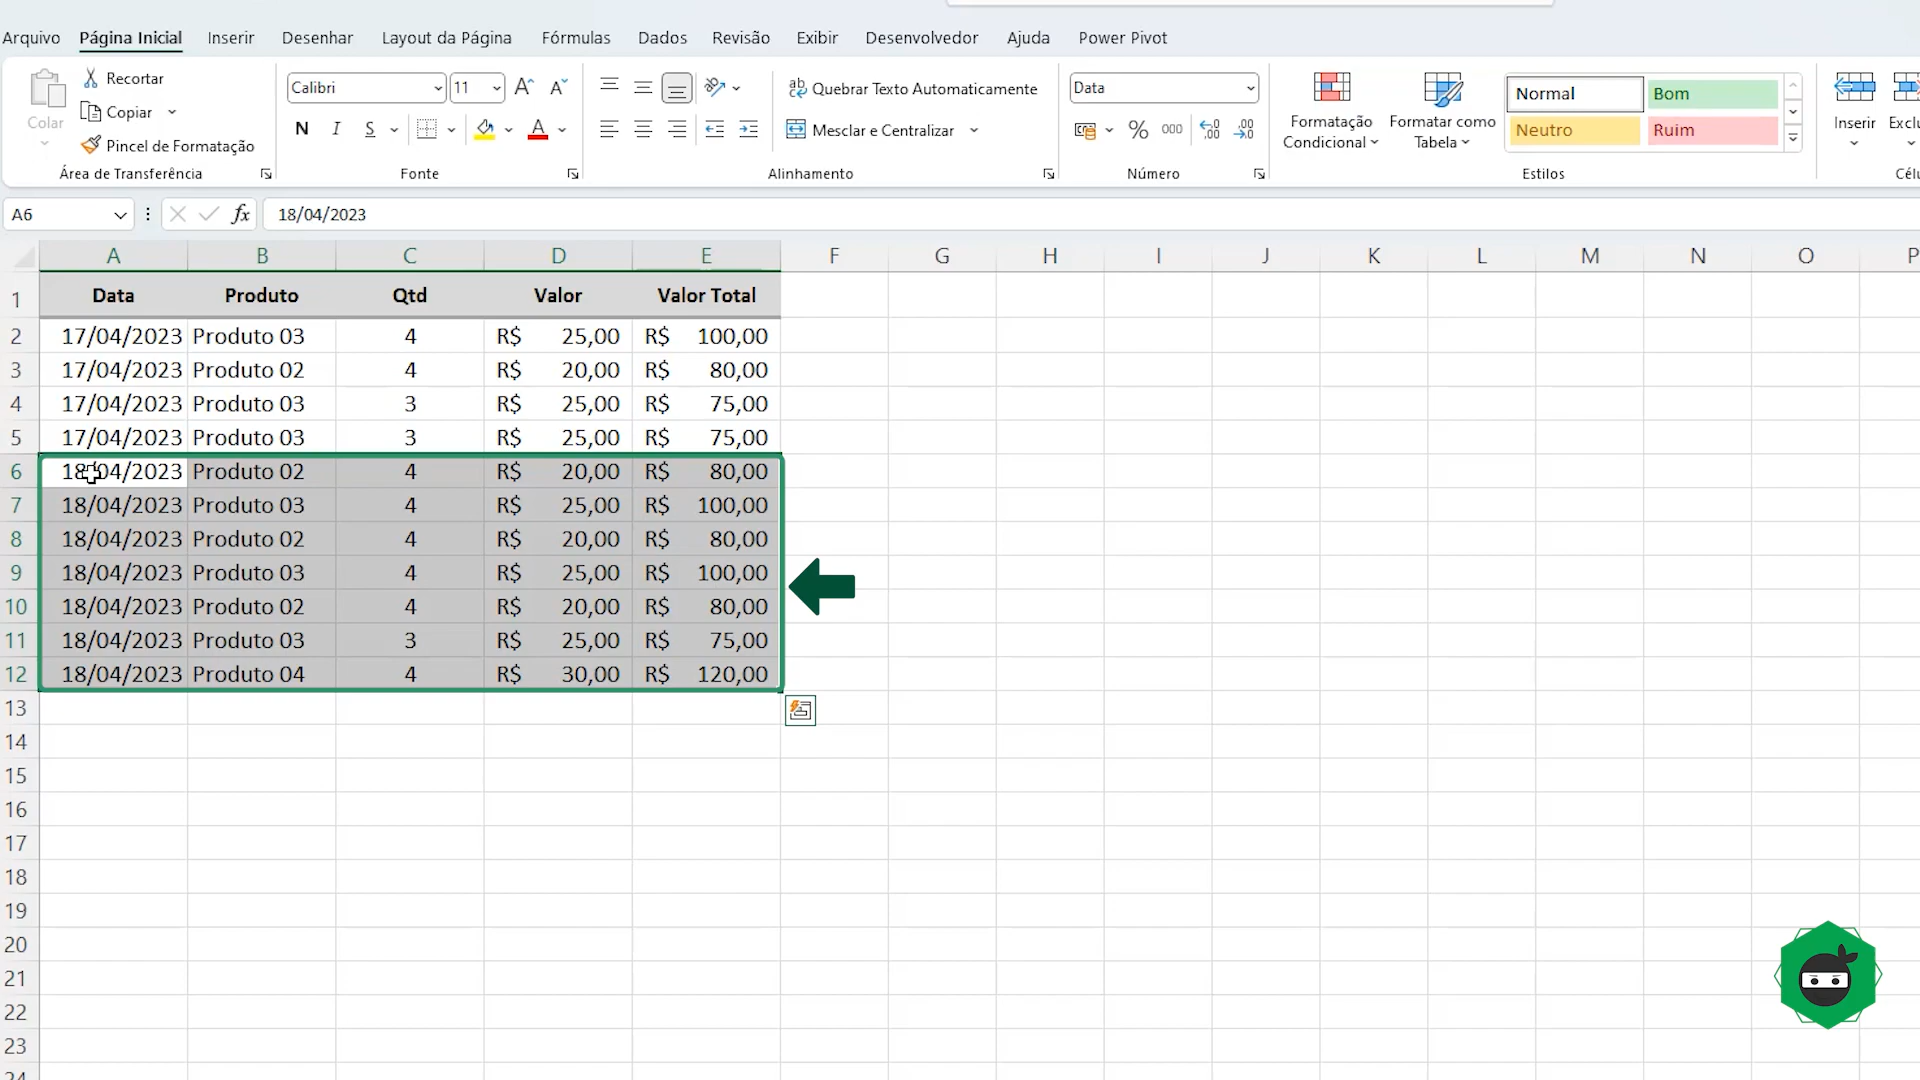 Arquivo Página Inicial Inserir Desenhar Layout da Página Fórmulas Dados Revisão Exibir Desenvolvedor Ajuda Power Pivot
Colar
Recortar
Copiar
Pincel de Formatação
Área de Transferência
Calibri 11
N I S
Fonte
Quebrar Texto Automaticamente
Mesclar e Centralizar
Alinhamento
Data
% 000
Número
Formatação Condicional
Formatar como Tabela
Normal Bom
Neutro Ruim
Estilos
Inserir Exclu
Célu
A6 fx 18/04/2023
A B C D E F G H I J K L M N O P
1 Data Produto Qtd Valor Valor Total
2 17/04/2023 Produto 03 4 R$ 25,00 R$ 100,00
3 17/04/2023 Produto 02 4 R$ 20,00 R$ 80,00
4 17/04/2023 Produto 03 3 R$ 25,00 R$ 75,00
5 17/04/2023 Produto 03 3 R$ 25,00 R$ 75,00
6 18/04/2023 Produto 02 4 R$ 20,00 R$ 80,00
7 18/04/2023 Produto 03 4 R$ 25,00 R$ 100,00
8 18/04/2023 Produto 02 4 R$ 20,00 R$ 80,00
9 18/04/2023 Produto 03 4 R$ 25,00 R$ 100,00
10 18/04/2023 Produto 02 4 R$ 20,00 R$ 80,00
11 18/04/2023 Produto 03 3 R$ 25,00 R$ 75,00
12 18/04/2023 Produto 04 4 R$ 30,00 R$ 120,00
13
14
15
16
17
18
19
20
21
22
23
24